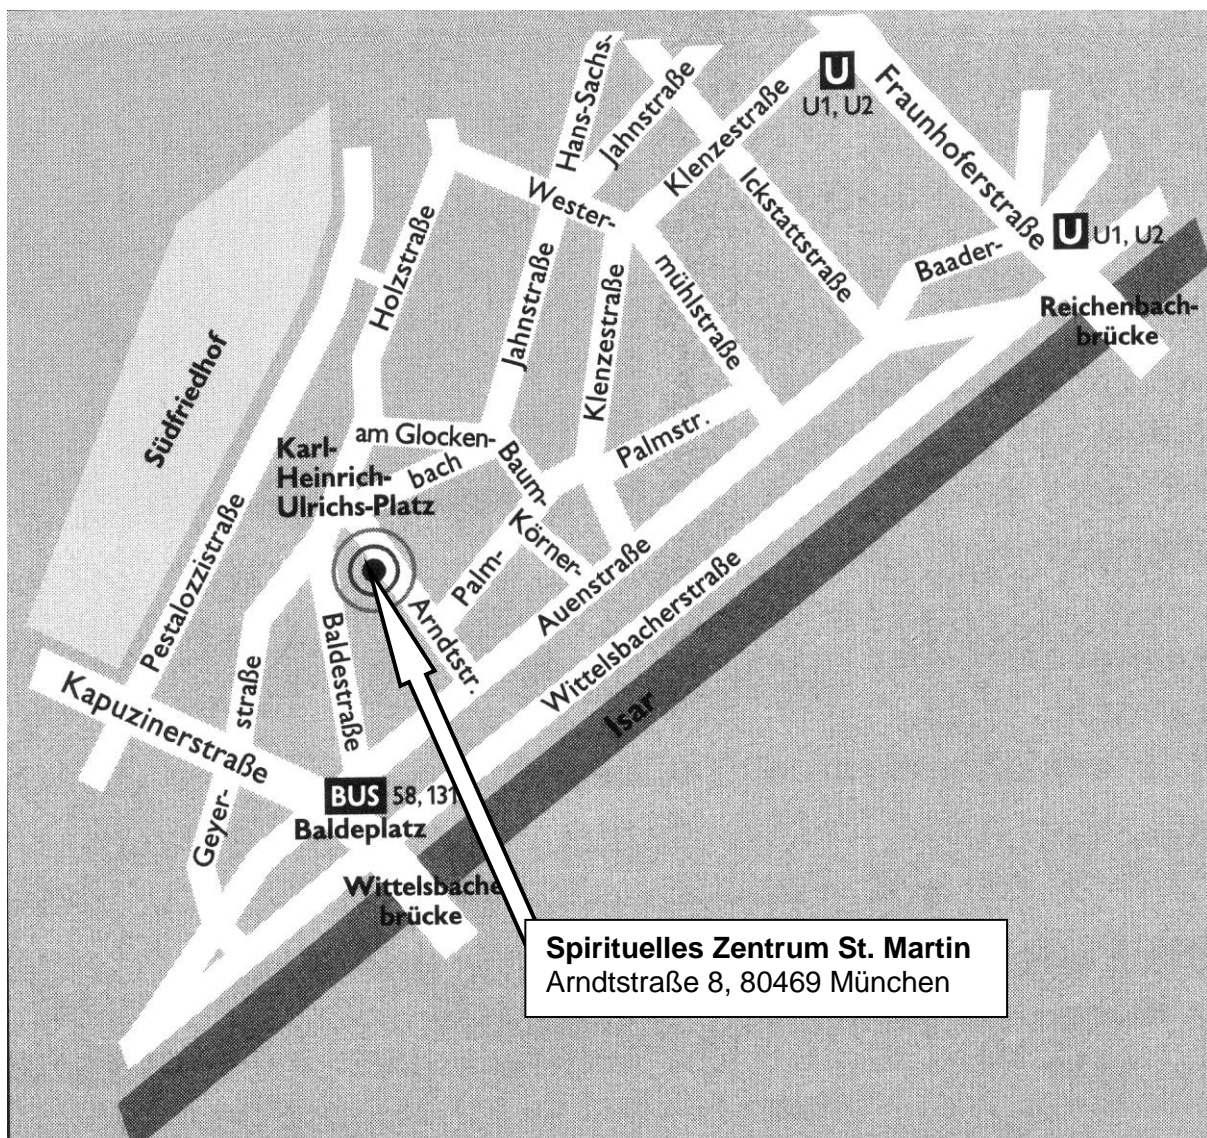 Hans-Sachs-
Jahnstraße
Klenzestraße
U
U1, U2
Fraunhoferstraße
Ickstattstraße
Wester-
mühlstraße
Holzstraße
Jahnstraße
Klenzestraße
Baader-
U
U1, U2
Reichenbach-
brücke
Südfriedhof
Karl-
Heinrich-
Ulrichs-Platz
am Glocken-
bach
Baum-
Palmstr.
Körner-
Palm-
Pestalozzistraße
Arndtstr.
Baldestraße
Auenstraße
Wittelsbacherstraße
Isar
Kapuzinerstraße
Geyer-
straße
BUS
58, 131
Baldeplatz
Wittelsbache
brücke
Spirituelles Zentrum St. Martin
Arndtstraße 8, 80469 München